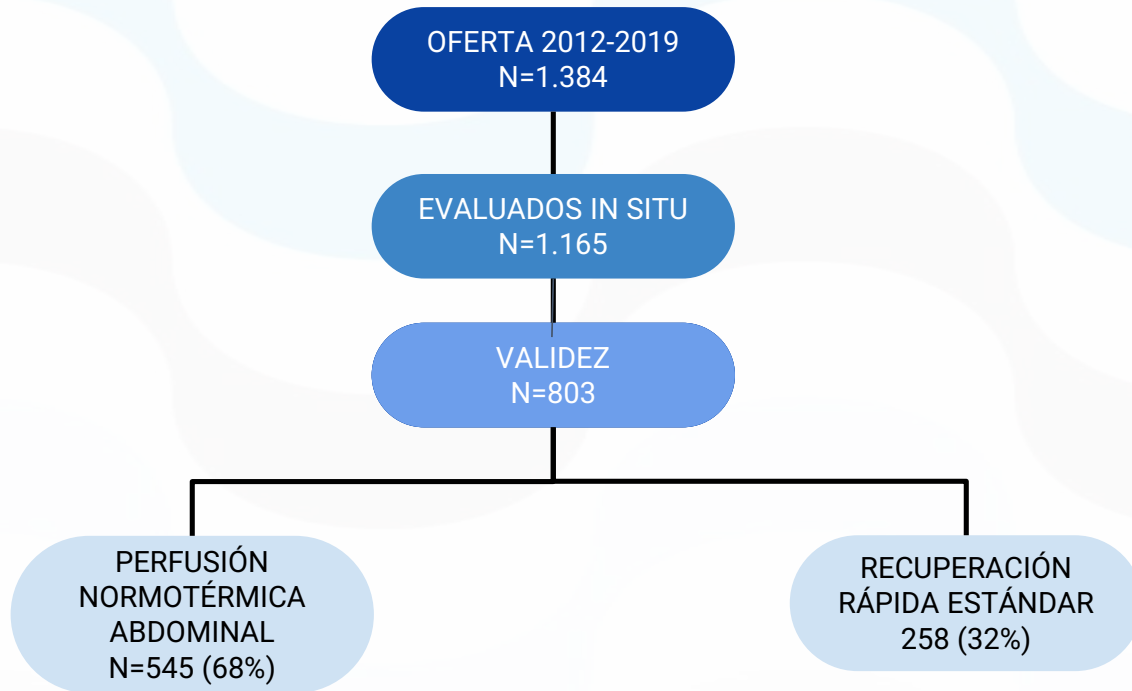 OFERTA 2012-2019
N=1.384
EVALUADOS IN SITU
N=1.165
VALIDEZ
N=803
PERFUSIÓN
NORMOTÉRMICA
ABDOMINAL
N=545 (68%)
RECUPERACIÓN
RÁPIDA ESTÁNDAR
258 (32%)